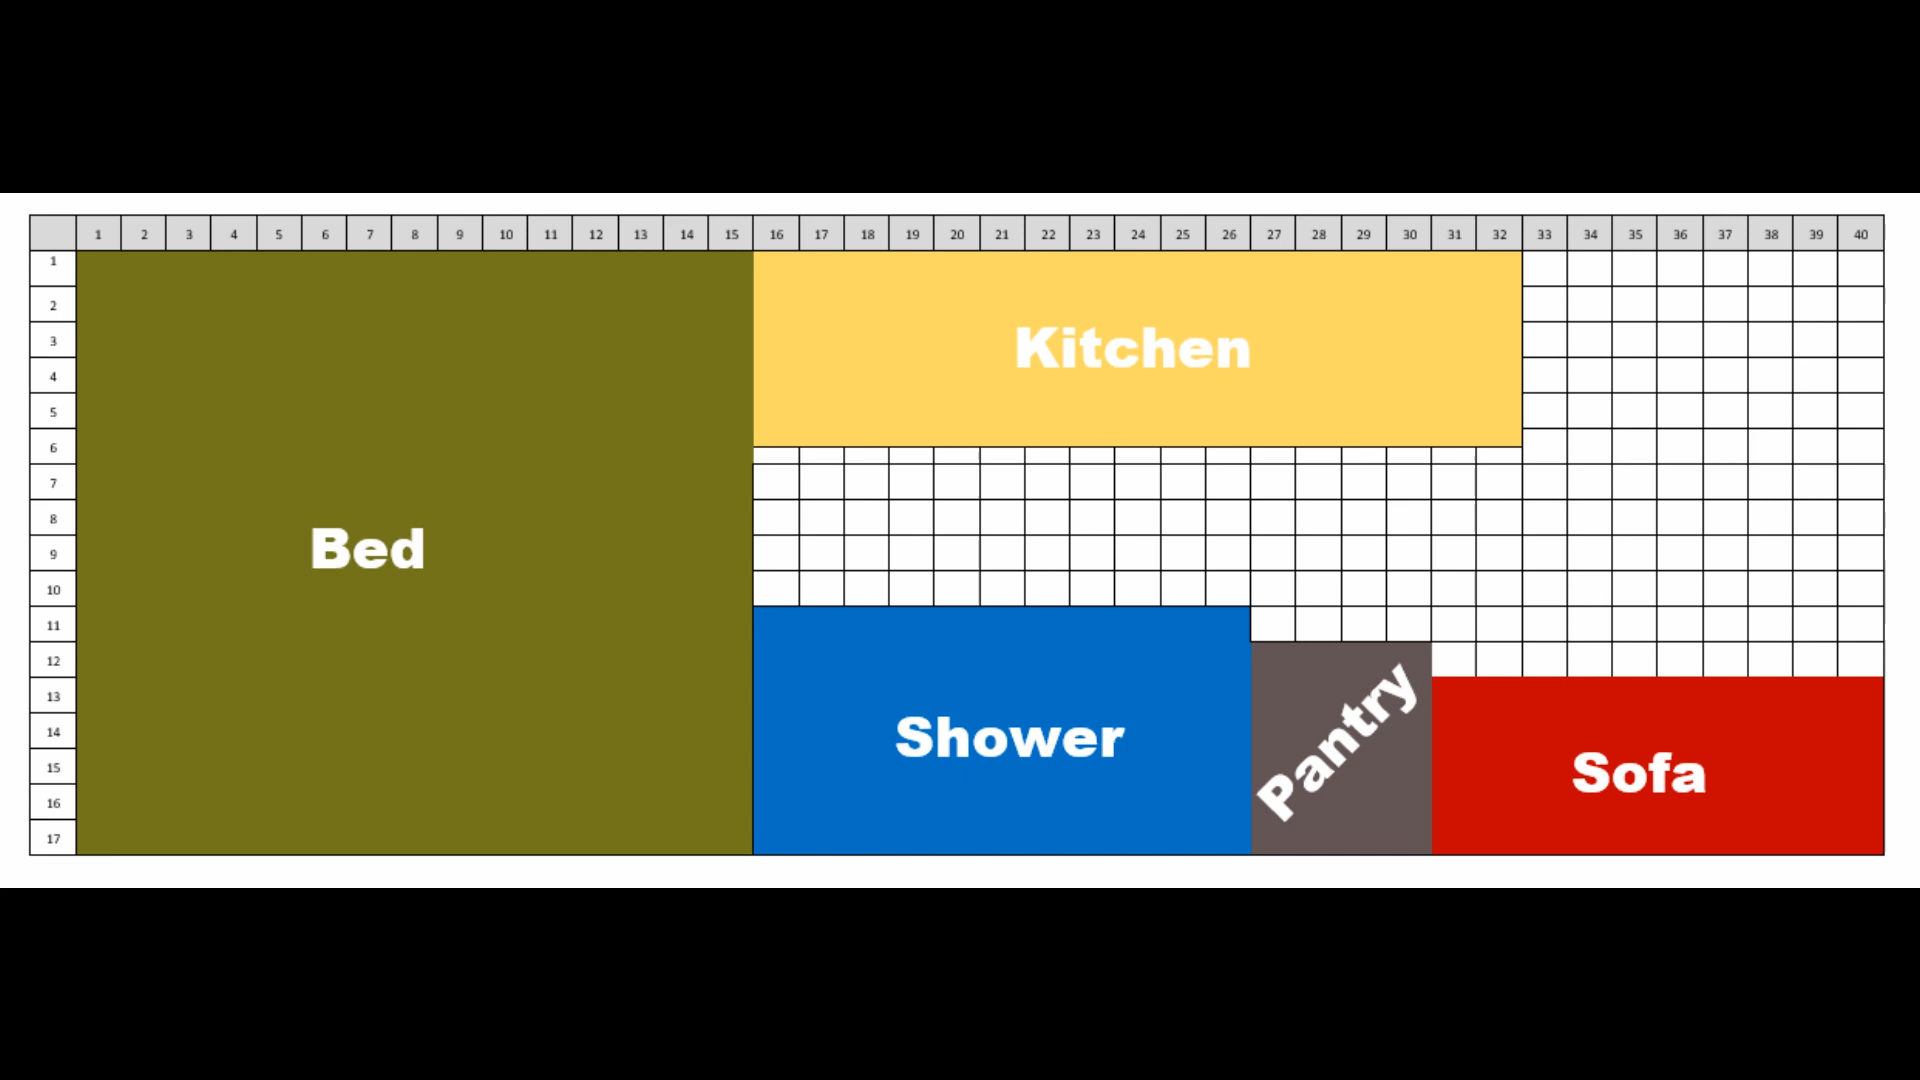 1 2 3 4 5 6 7 8 9 10 11 12 13 14 15 16 17 18 19 20 21 22 23 24 25 26 27 28 29 30 31 32 33 34 35 36 37 38 39 40
1
2
3
Kitchen
4
5
6
7
8
9
Bed
10
11
12
13
14
Shower
Pantry
15
Sofa
16
17